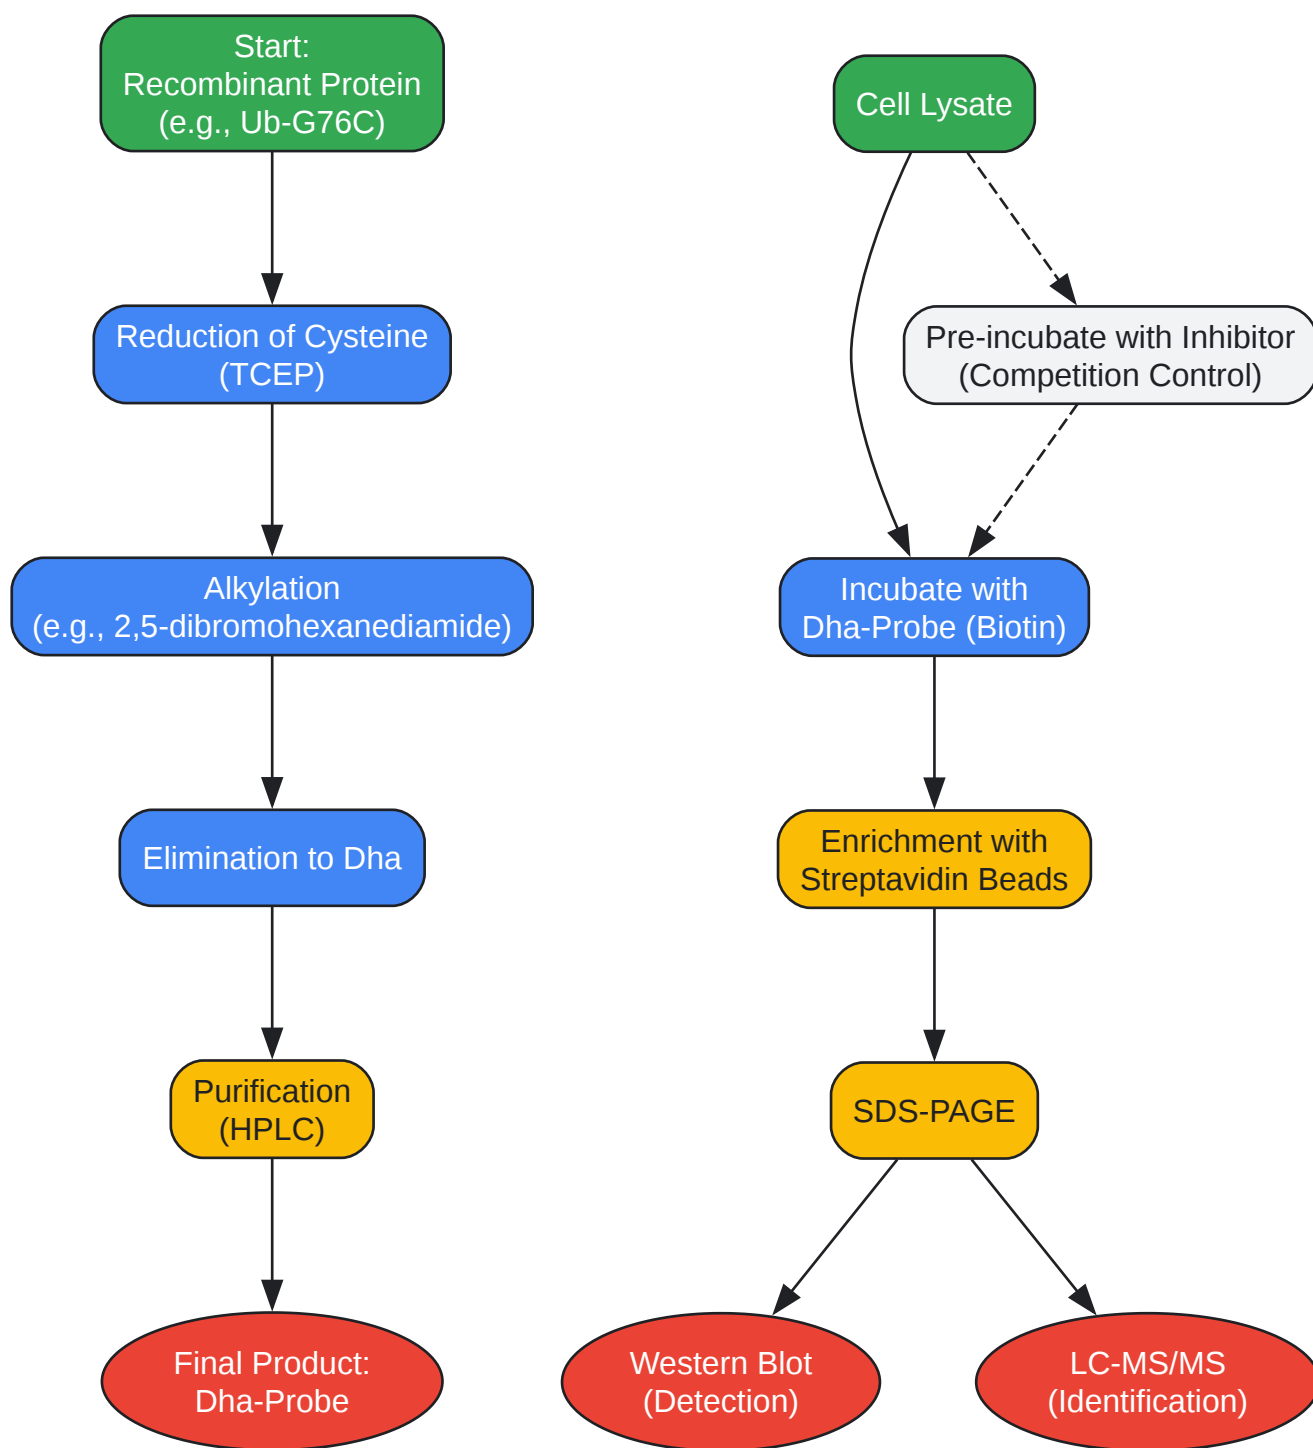 Start:
Recombinant Protein
(e.g., Ub-G76C)
Reduction of Cysteine
(TCEP)
Alkylation
(e.g., 2,5-dibromohexanediamide)
Elimination to Dha
Purification
(HPLC)
Final Product:
Dha-Probe
Cell Lysate
Pre-incubate with Inhibitor
(Competition Control)
Incubate with
Dha-Probe (Biotin)
Enrichment with
Streptavidin Beads
SDS-PAGE
Western Blot
(Detection)
LC-MS/MS
(Identification)